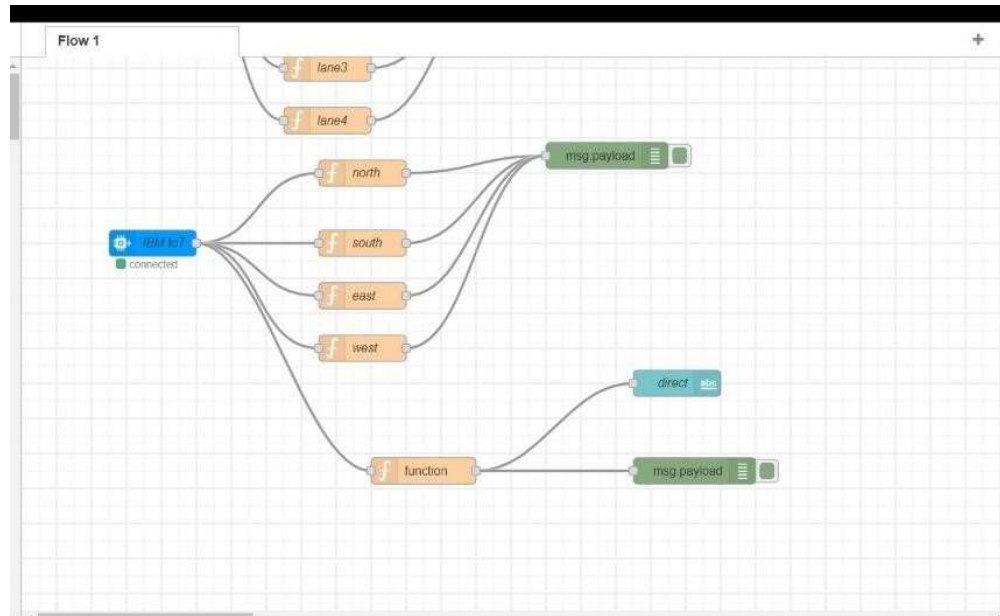 Flow 1
lane3
lane4
msg.payload
north
IBM IoT
connected
south
east
west
direct
abc
function
msg.payload